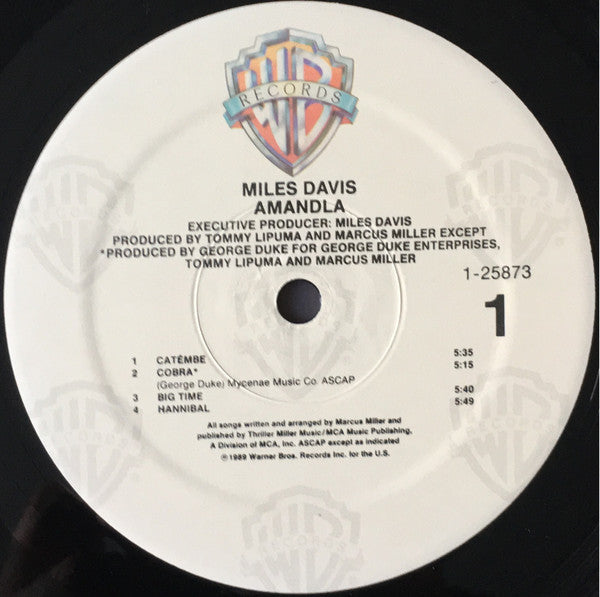 WB
RECORDS
MILES DAVIS
AMANDLA
EXECUTIVE PRODUCER: MILES DAVIS
PRODUCED BY TOMMY LIPUMA AND MARCUS MILLER EXCEPT
*PRODUCED BY GEORGE DUKE FOR GEORGE DUKE ENTERPRISES,
TOMMY LIPUMA AND MARCUS MILLER
1-25873
1
1 CATÉMBE 5:35
2 COBRA* 5:15
(George Duke) Mycenae Music Co. ASCAP
3 BIG TIME 5:40
4 HANNIBAL 5:49
All songs written and arranged by Marcus Miller and
published by Thriller Miller Music/MCA Music Publishing,
A Division of MCA, Inc. ASCAP except as indicated
℗1989 Warner Bros. Records Inc. for the U.S.